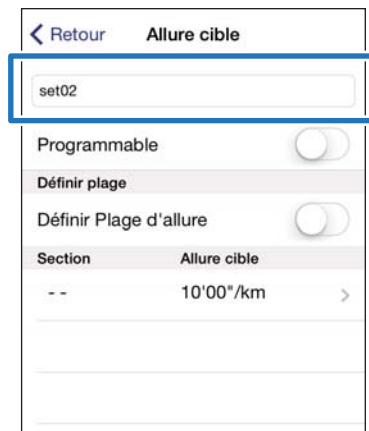 Retour Allure cible
set02
Programmable
Définir plage
Définir Plage d'allure
Section Allure cible
- - 10'00"/km